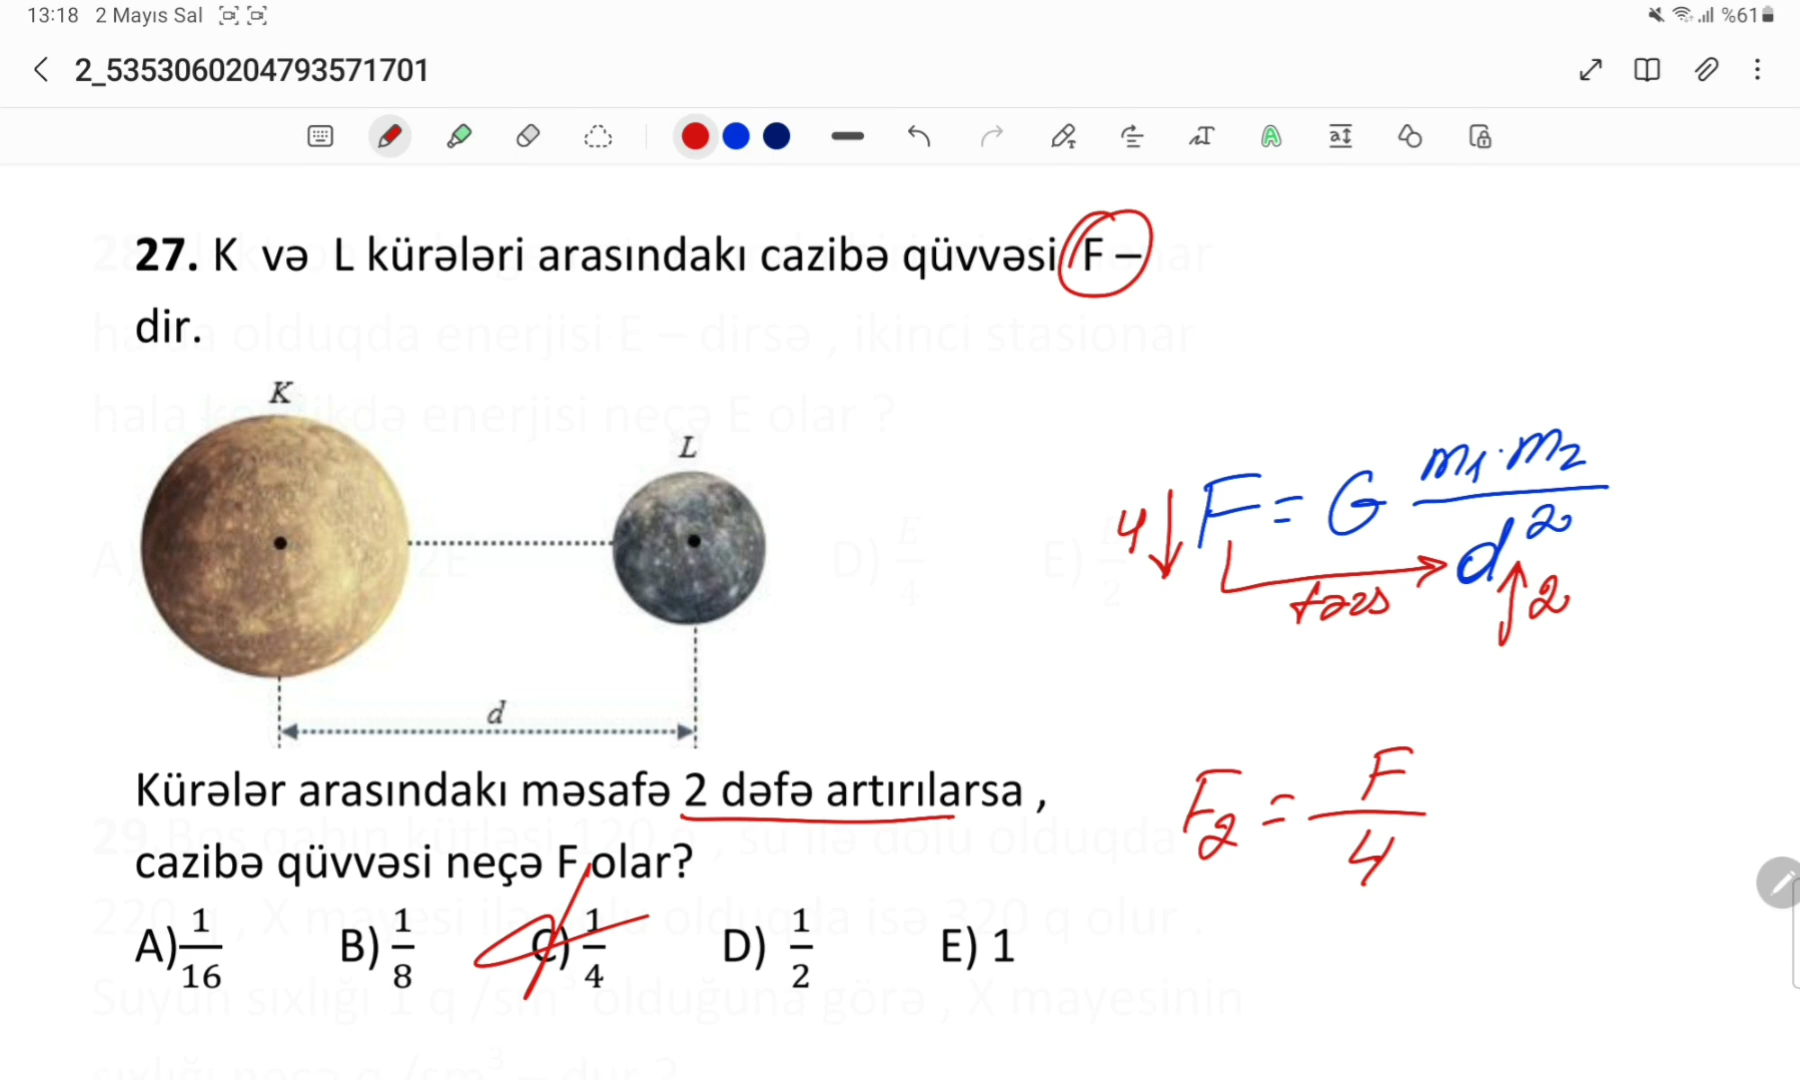 13:18 2 Mayıs Sal %61
2_5353060204793571701
27. K və L kürələri arasındakı cazibə qüvvəsi F –
dir.
K
L
d
4 F = G m1·m2 / d²
tərs 2
Kürələr arasındakı məsafə 2 dəfə artırılarsa ,
cazibə qüvvəsi neçə F olar?
F2 = F / 4
A) 1/16 B) 1/8 C) 1/4 D) 1/2 E) 1